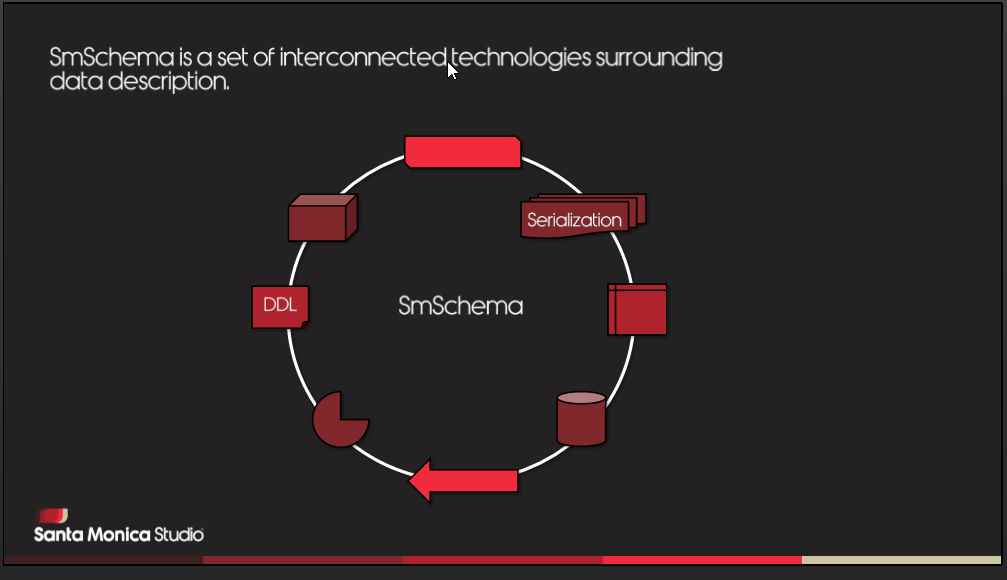 SmSchema is a set of interconnected technologies surrounding
data description.
Serialization
DDL
SmSchema
Santa Monica Studio